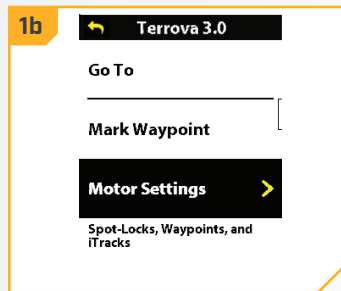 1b
Terrova 3.0
Go To
Mark Waypoint
Motor Settings
Spot-Locks, Waypoints, and
iTracks